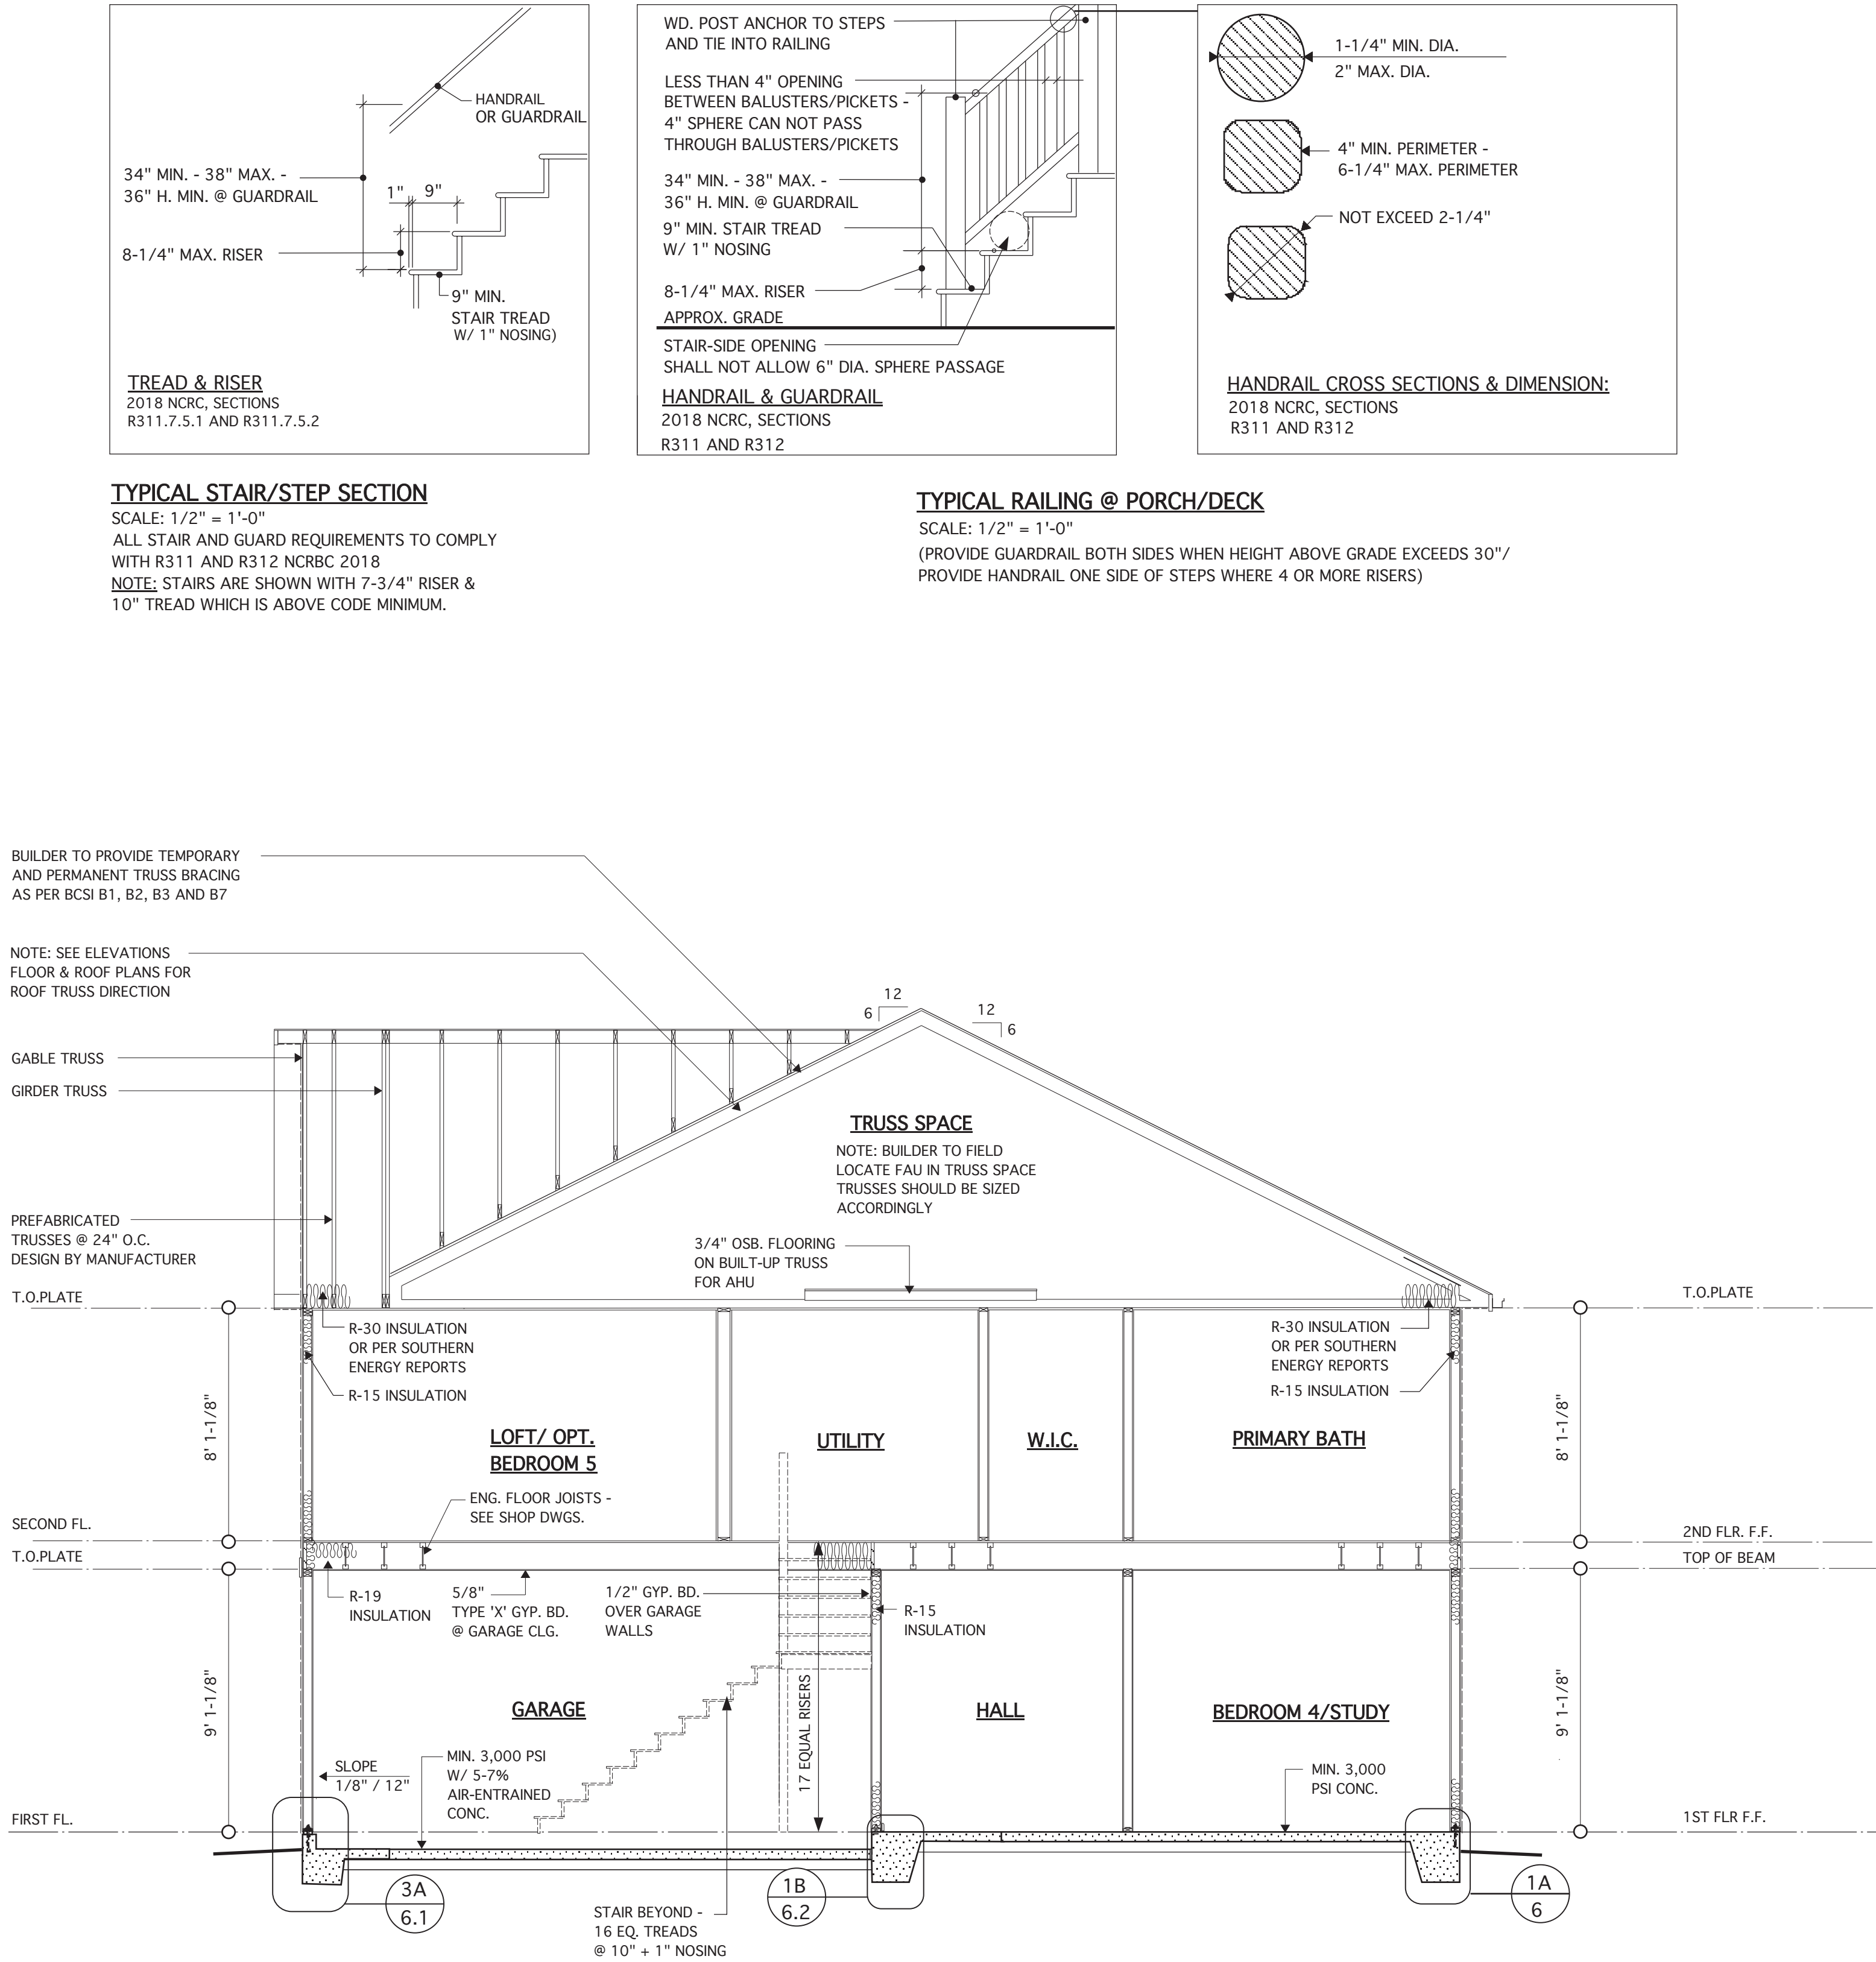 HANDRAIL
OR GUARDRAIL
34" MIN. - 38" MAX. -
36" H. MIN. @ GUARDRAIL
1" 9"
8-1/4" MAX. RISER
9" MIN.
STAIR TREAD
W/ 1" NOSING)
TREAD & RISER
2018 NCRC, SECTIONS
R311.7.5.1 AND R311.7.5.2
WD. POST ANCHOR TO STEPS
AND TIE INTO RAILING
LESS THAN 4" OPENING
BETWEEN BALUSTERS/PICKETS -
4" SPHERE CAN NOT PASS
THROUGH BALUSTERS/PICKETS
34" MIN. - 38" MAX. -
36" H. MIN. @ GUARDRAIL
9" MIN. STAIR TREAD
W/ 1" NOSING
8-1/4" MAX. RISER
APPROX. GRADE
STAIR-SIDE OPENING
SHALL NOT ALLOW 6" DIA. SPHERE PASSAGE
HANDRAIL & GUARDRAIL
2018 NCRC, SECTIONS
R311 AND R312
1-1/4" MIN. DIA.
2" MAX. DIA.
4" MIN. PERIMETER -
6-1/4" MAX. PERIMETER
NOT EXCEED 2-1/4"
HANDRAIL CROSS SECTIONS & DIMENSION:
2018 NCRC, SECTIONS
R311 AND R312
TYPICAL STAIR/STEP SECTION
SCALE: 1/2" = 1'-0"
ALL STAIR AND GUARD REQUIREMENTS TO COMPLY
WITH R311 AND R312 NCRBC 2018
NOTE: STAIRS ARE SHOWN WITH 7-3/4" RISER &
10" TREAD WHICH IS ABOVE CODE MINIMUM.
TYPICAL RAILING @ PORCH/DECK
SCALE: 1/2" = 1'-0"
(PROVIDE GUARDRAIL BOTH SIDES WHEN HEIGHT ABOVE GRADE EXCEEDS 30"/
PROVIDE HANDRAIL ONE SIDE OF STEPS WHERE 4 OR MORE RISERS)
BUILDER TO PROVIDE TEMPORARY
AND PERMANENT TRUSS BRACING
AS PER BCSI B1, B2, B3 AND B7
NOTE: SEE ELEVATIONS
FLOOR & ROOF PLANS FOR
ROOF TRUSS DIRECTION
12
6
12
6
GABLE TRUSS
GIRDER TRUSS
TRUSS SPACE
NOTE: BUILDER TO FIELD
LOCATE FAU IN TRUSS SPACE
TRUSSES SHOULD BE SIZED
ACCORDINGLY
PREFABRICATED
TRUSSES @ 24" O.C.
DESIGN BY MANUFACTURER
3/4" OSB. FLOORING
ON BUILT-UP TRUSS
FOR AHU
T.O.PLATE
T.O.PLATE
R-30 INSULATION
OR PER SOUTHERN
ENERGY REPORTS
R-15 INSULATION
R-30 INSULATION
OR PER SOUTHERN
ENERGY REPORTS
R-15 INSULATION
8' 1-1/8"
8' 1-1/8"
LOFT/ OPT.
BEDROOM 5
UTILITY
W.I.C.
PRIMARY BATH
ENG. FLOOR JOISTS -
SEE SHOP DWGS.
SECOND FL.
T.O.PLATE
2ND FLR. F.F.
TOP OF BEAM
R-19
INSULATION
5/8"
TYPE 'X' GYP. BD.
@ GARAGE CLG.
1/2" GYP. BD.
OVER GARAGE
WALLS
R-15
INSULATION
9' 1-1/8"
9' 1-1/8"
GARAGE
17 EQUAL RISERS
HALL
BEDROOM 4/STUDY
SLOPE
1/8" / 12"
MIN. 3,000 PSI
W/ 5-7%
AIR-ENTRAINED
CONC.
MIN. 3,000
PSI CONC.
FIRST FL.
1ST FLR F.F.
3A
6.1
1B
6.2
1A
6
STAIR BEYOND -
16 EQ. TREADS
@ 10" + 1" NOSING